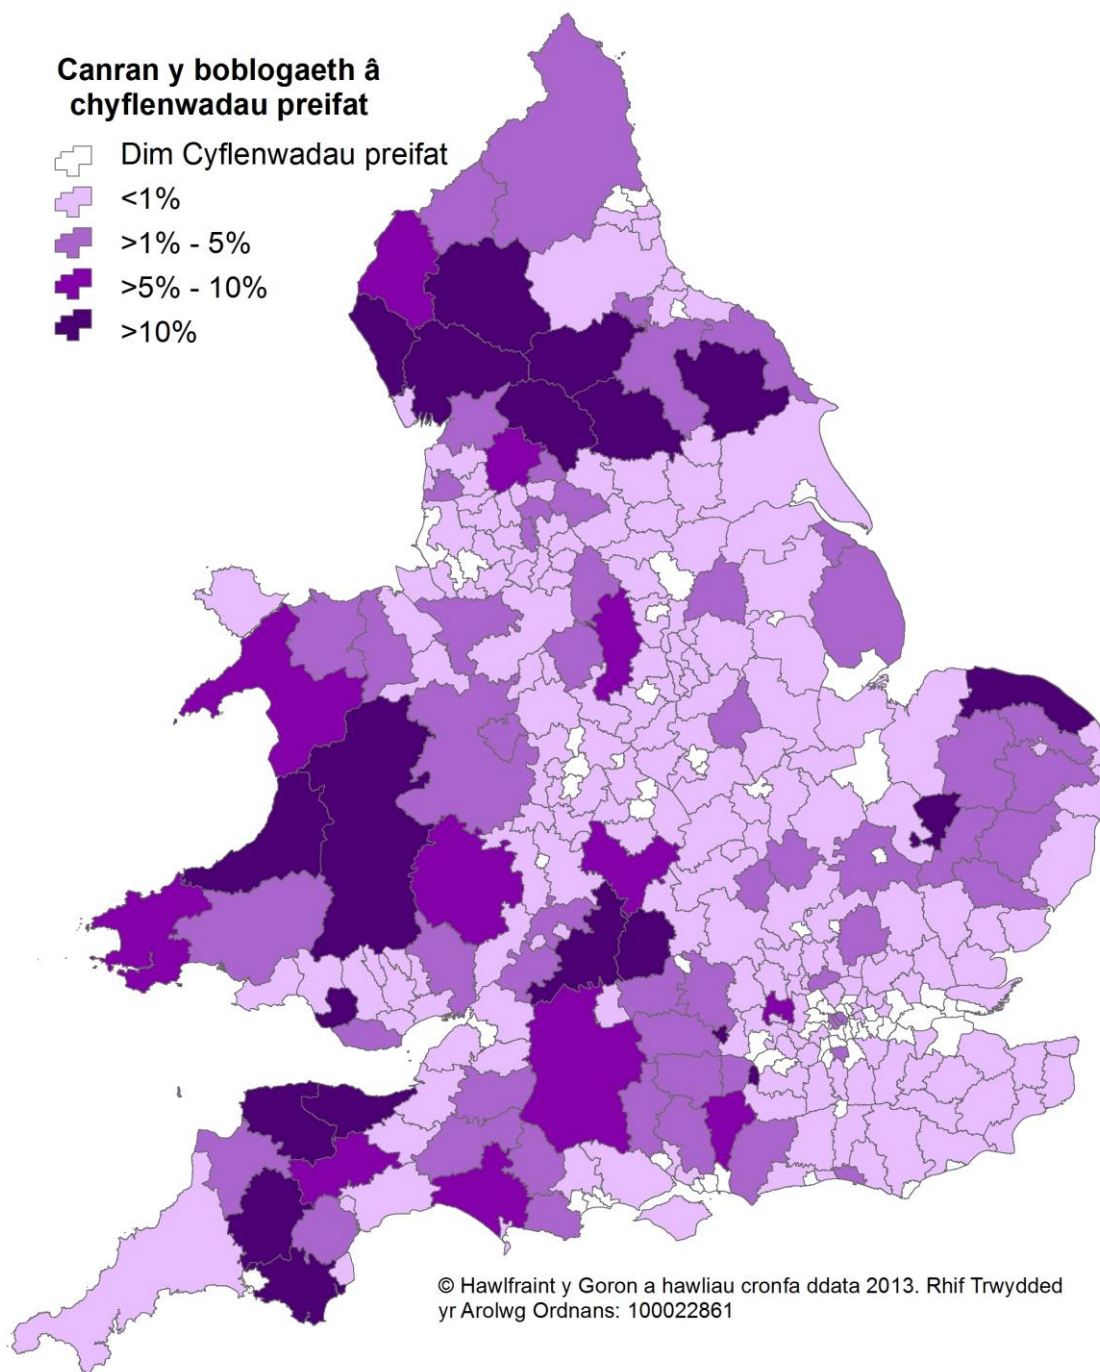 Canran y boblogaeth â
chyflenwadau preifat
Dim Cyflenwadau preifat
<1%
>1% - 5%
>5% - 10%
>10%
© Hawlfraint y Goron a hawliau cronfa ddata 2013. Rhif Trwydded
yr Arolwg Ordnans: 100022861